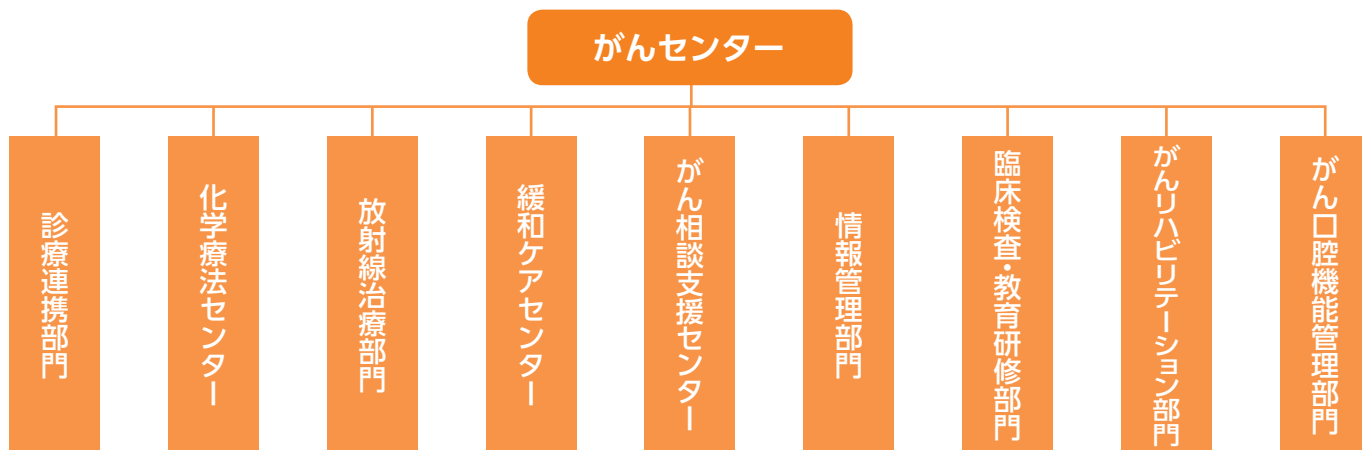 がんセンター
診療連携部門
化学療法センター
放射線治療部門
緩和ケアセンター
がん相談支援センター
情報管理部門
臨床検査・教育研修部門
がんリハビリテーション部門
がん口腔機能管理部門